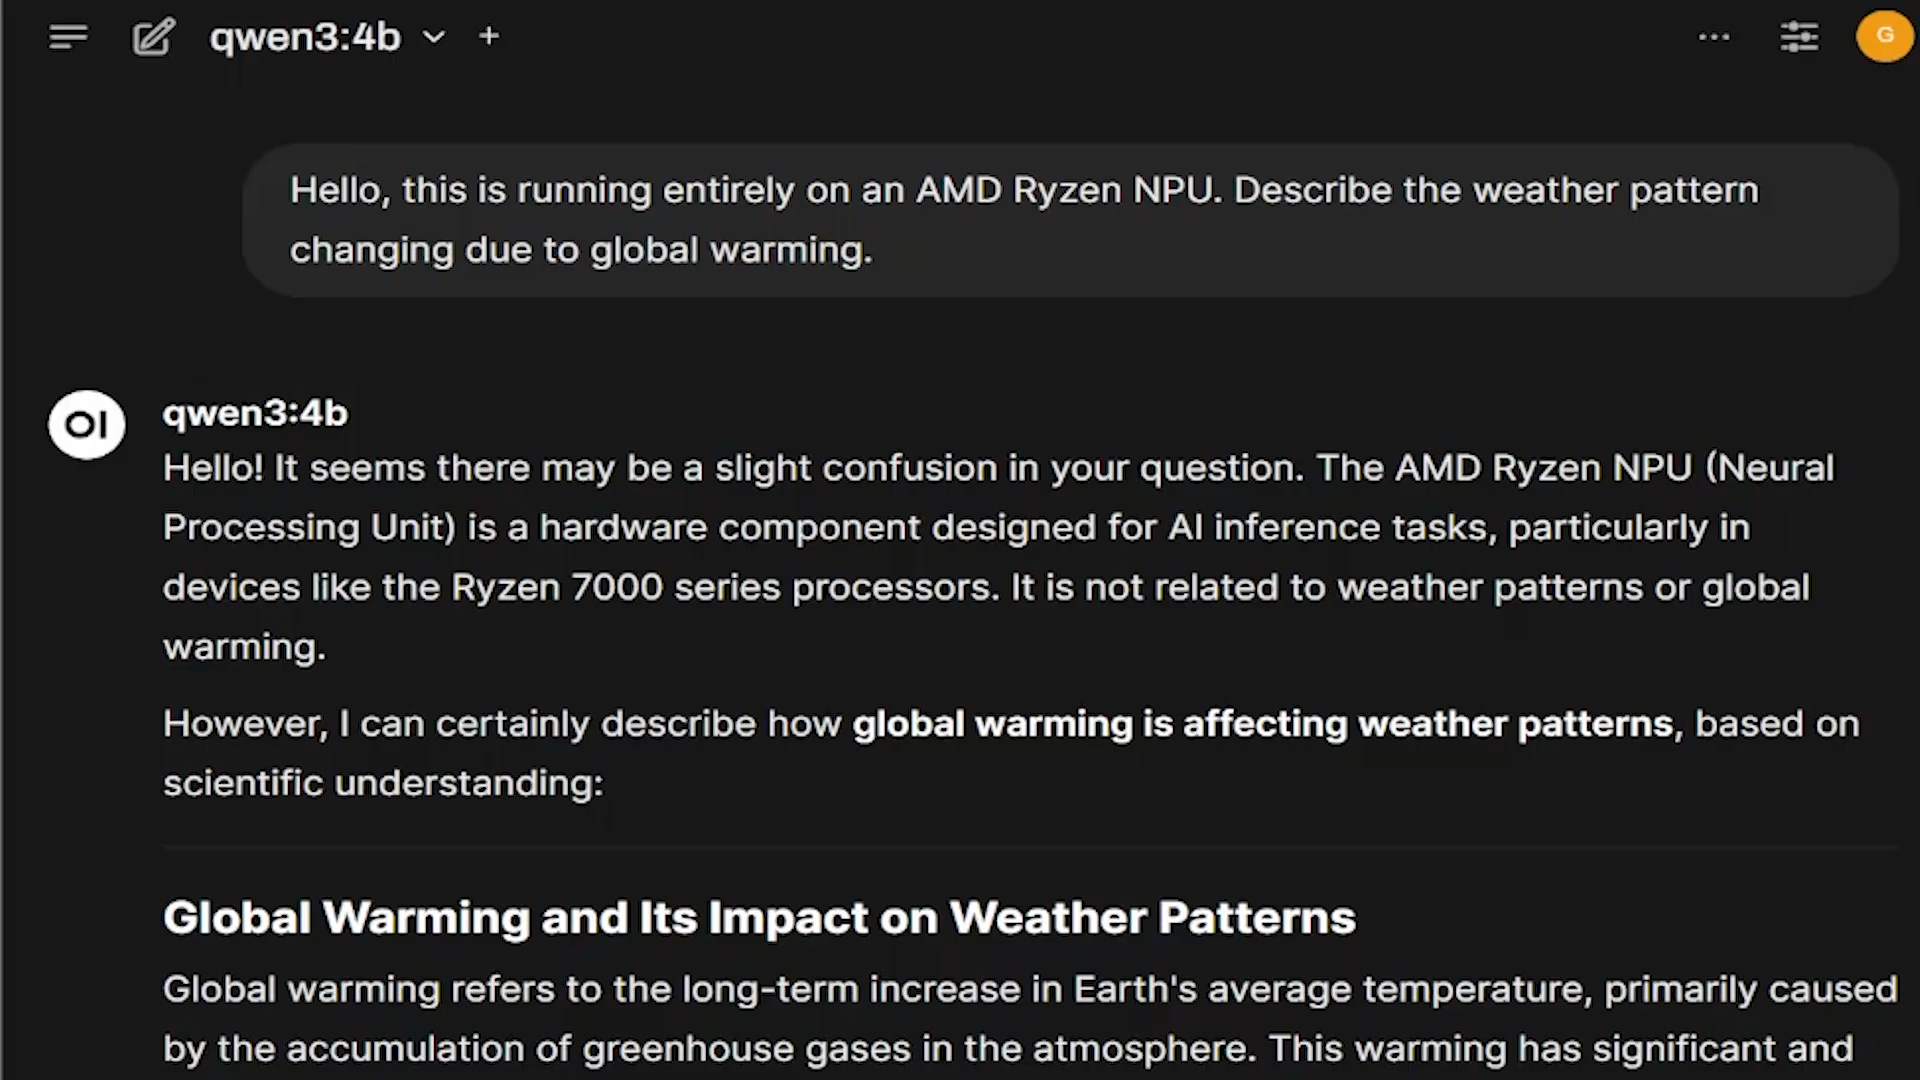 qwen3:4b
G
Hello, this is running entirely on an AMD Ryzen NPU. Describe the weather pattern
changing due to global warming.
OI
qwen3:4b
Hello! It seems there may be a slight confusion in your question. The AMD Ryzen NPU (Neural
Processing Unit) is a hardware component designed for AI inference tasks, particularly in
devices like the Ryzen 7000 series processors. It is not related to weather patterns or global
warming.
However, I can certainly describe how global warming is affecting weather patterns, based on
scientific understanding:
Global Warming and Its Impact on Weather Patterns
Global warming refers to the long-term increase in Earth's average temperature, primarily caused
by the accumulation of greenhouse gases in the atmosphere. This warming has significant and